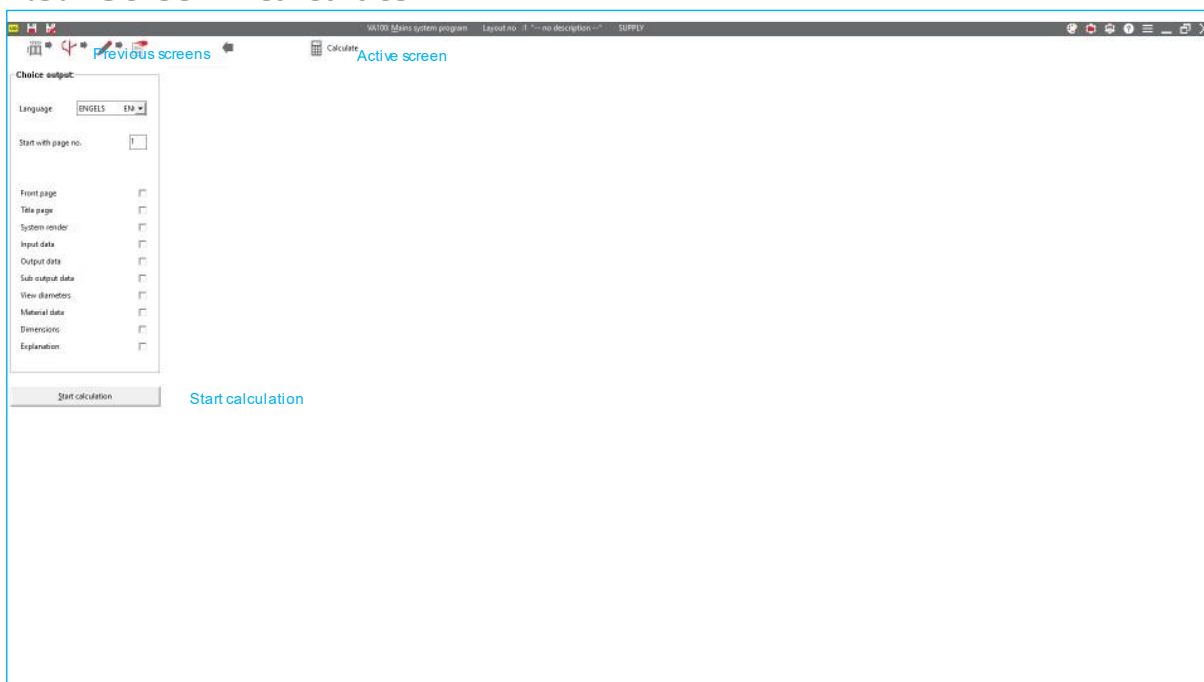 VA100: Mains system program Layout no :1 "-- no description --" SUPPLY
Previous screens
Calculate
Active screen
Choice output:
Language ENGELS
Start with page no. 1
Front page
Title page
System render
Input data
Output data
Sub output data
View diameters
Material data
Dimensions
Explanation
Start calculation
Start calculation